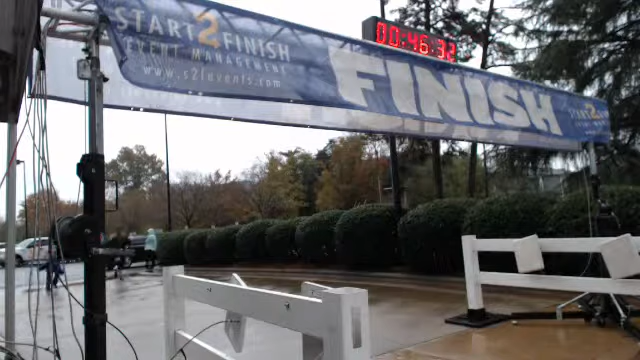 START2FINISH
EVENT MANAGEMENT
www.s2fevents.com
00:46:32
FINISH